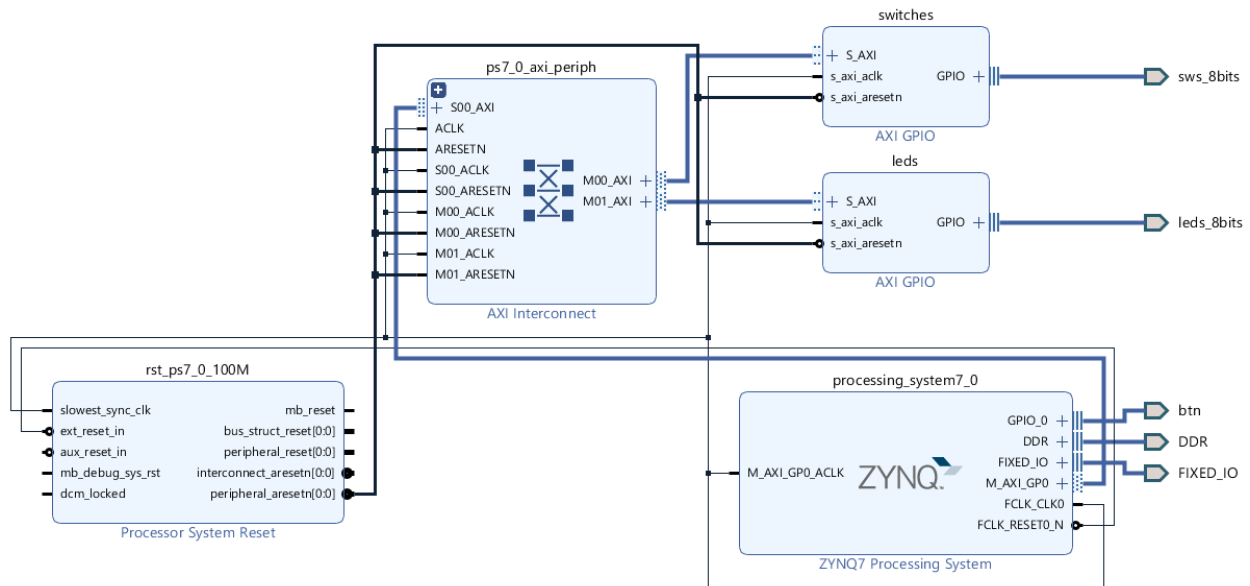 switches
S_AXI
s_axi_aclk
s_axi_aresetn
GPIO
AXI GPIO
sws_8bits
ps7_0_axi_periph
S00_AXI
ACLK
ARESETN
S00_ACLK
S00_ARESETN
M00_ACLK
M00_ARESETN
M01_ACLK
M01_ARESETN
M00_AXI
M01_AXI
AXI Interconnect
leds
S_AXI
s_axi_aclk
s_axi_aresetn
GPIO
AXI GPIO
leds_8bits
rst_ps7_0_100M
slowest_sync_clk
ext_reset_in
aux_reset_in
mb_debug_sys_rst
dcm_locked
mb_reset
bus_struct_reset[0:0]
peripheral_reset[0:0]
interconnect_aresetn[0:0]
peripheral_aresetn[0:0]
Processor System Reset
processing_system7_0
M_AXI_GP0_ACLK
ZYNQ
GPIO_0
DDR
FIXED_IO
M_AXI_GP0
FCLK_CLK0
FCLK_RESET0_N
ZYNQ7 Processing System
btn
DDR
FIXED_IO